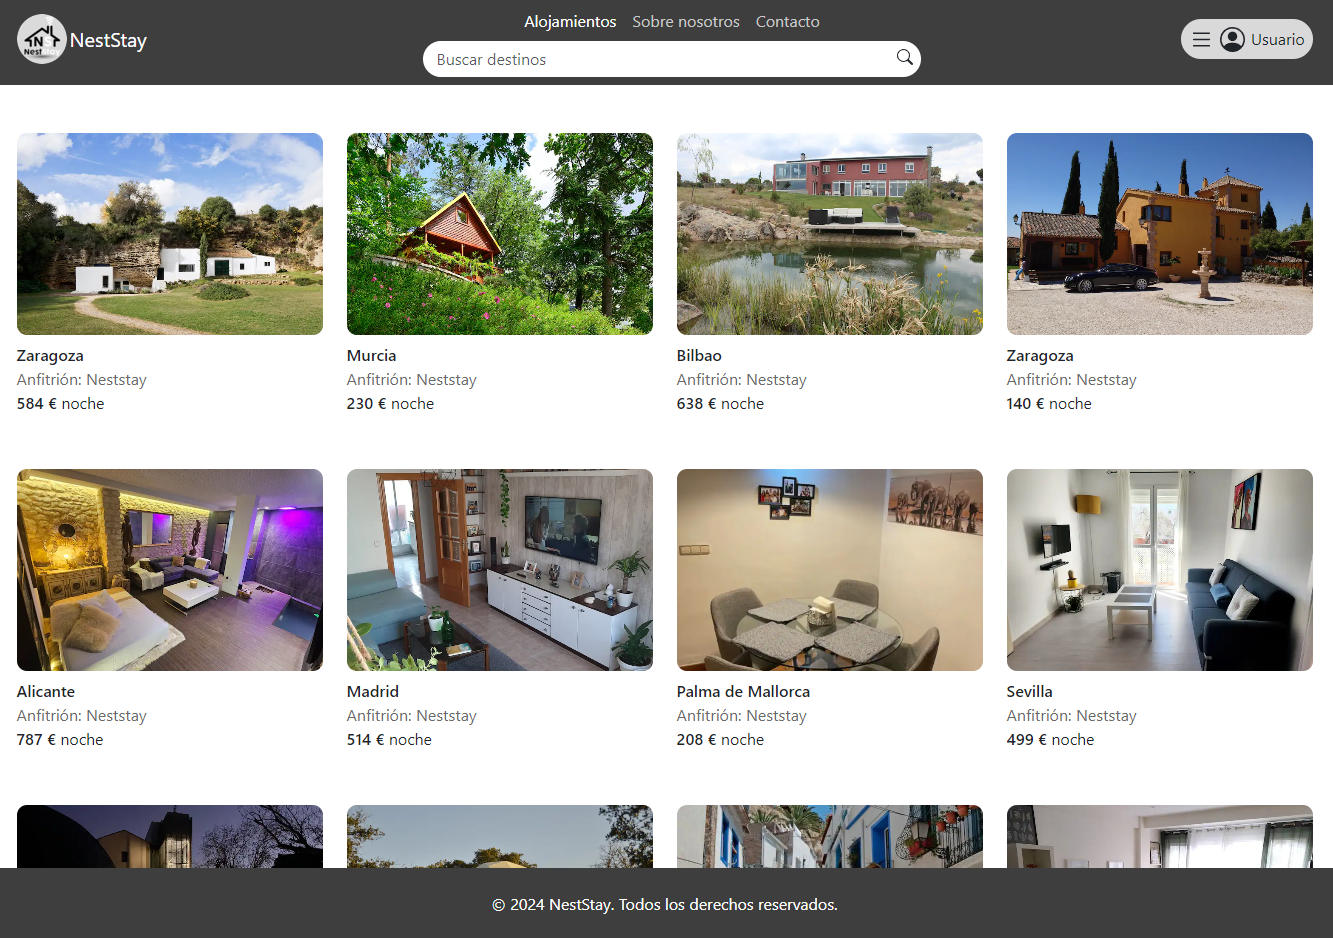 NestStay
NestStay
Alojamientos Sobre nosotros Contacto
Buscar destinos
Usuario
Zaragoza
Anfitrión: Neststay
584 € noche
Murcia
Anfitrión: Neststay
230 € noche
Bilbao
Anfitrión: Neststay
638 € noche
Zaragoza
Anfitrión: Neststay
140 € noche
Alicante
Anfitrión: Neststay
787 € noche
Madrid
Anfitrión: Neststay
514 € noche
Palma de Mallorca
Anfitrión: Neststay
208 € noche
Sevilla
Anfitrión: Neststay
499 € noche
© 2024 NestStay. Todos los derechos reservados.